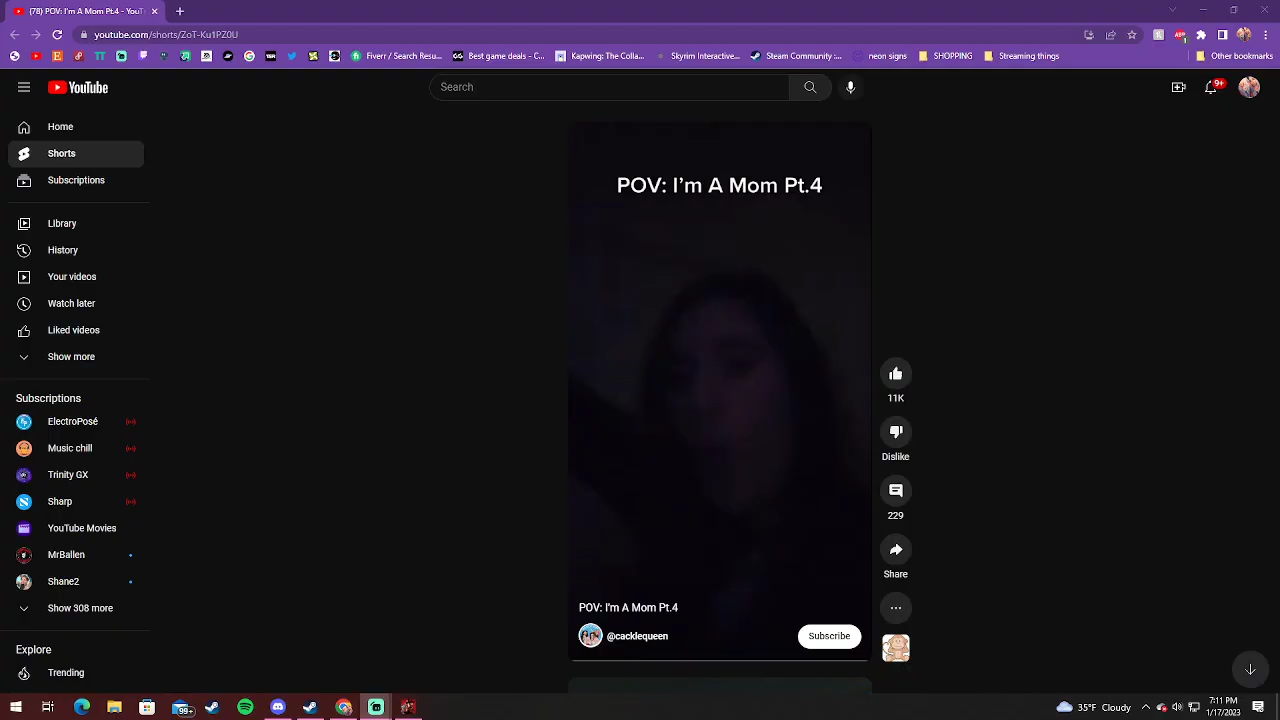 (78) POV: I'm A Mom Pt.4 - YouT
youtube.com/shorts/ZoT-Ku1PZ0U
Fiverr / Search Resu...
GG
Best game deals - C...
Kapwing: The Colla...
Skyrim Interactive...
Steam Community :...
neon signs
SHOPPING
Streaming things
Other bookmarks
YouTube
Search
9+
Home
Shorts
Subscriptions
Library
History
Your videos
Watch later
Liked videos
Show more
Subscriptions
ElectroPosé
Music chill
Trinity GX
Sharp
YouTube Movies
MrBallen
Shane2
Show 308 more
Explore
Trending
POV: I'm A Mom Pt.4
11K
Dislike
229
Share
POV: I'm A Mom Pt.4
@cacklequeen
Subscribe
99+
35°F Cloudy
7:11 PM
1/17/2023